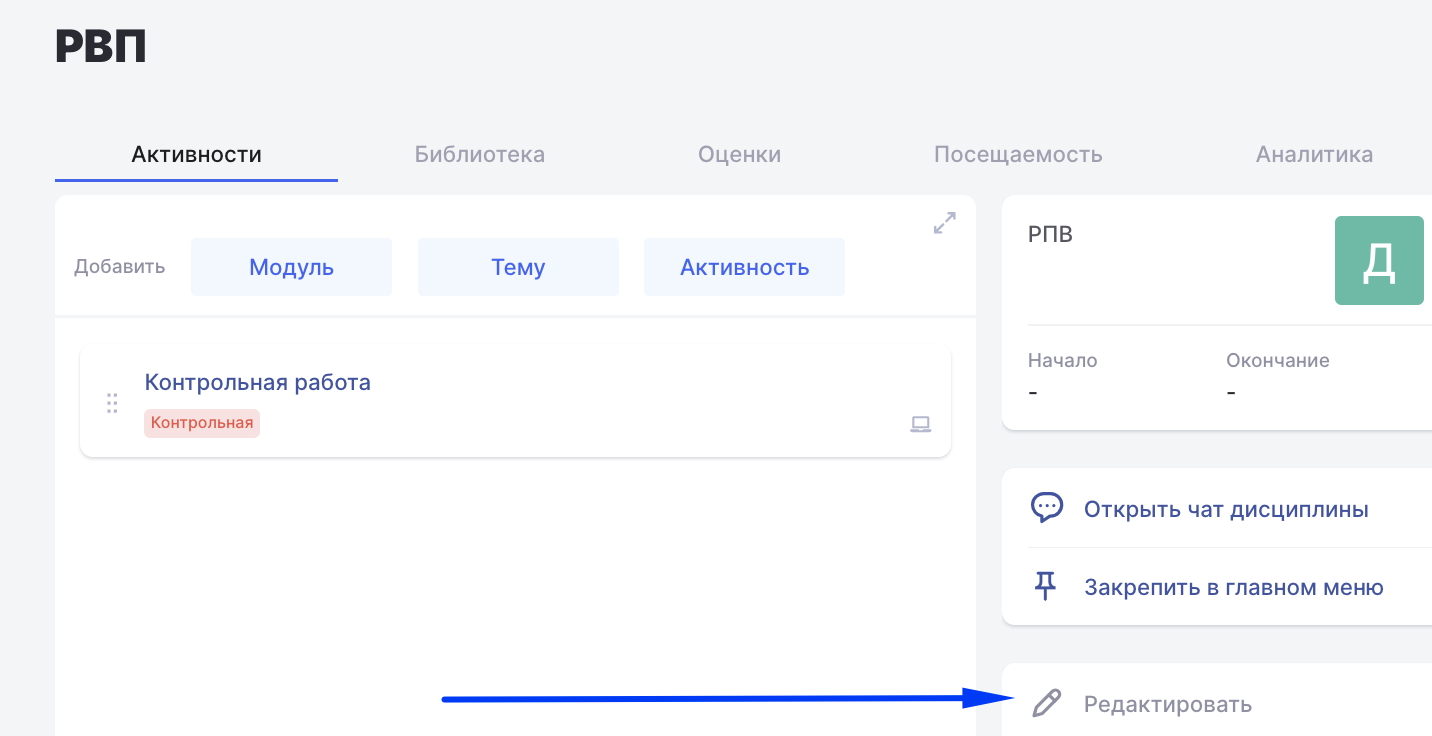 РВП
Активности Библиотека Оценки Посещаемость Аналитика
Добавить Модуль Тему Активность
Контрольная работа
Контрольная
РПВ
Д
Начало Окончание
- -
Открыть чат дисциплины
Закрепить в главном меню
Редактировать